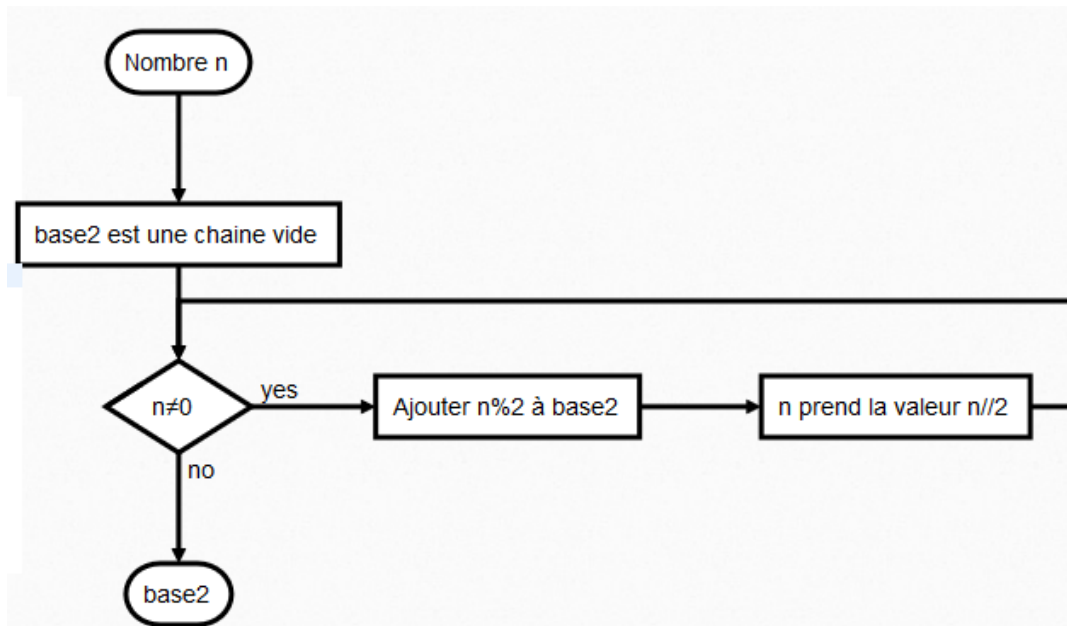 Nombre n
base2 est une chaine vide
n≠0
yes
Ajouter n%2 à base2
n prend la valeur n//2
no
base2